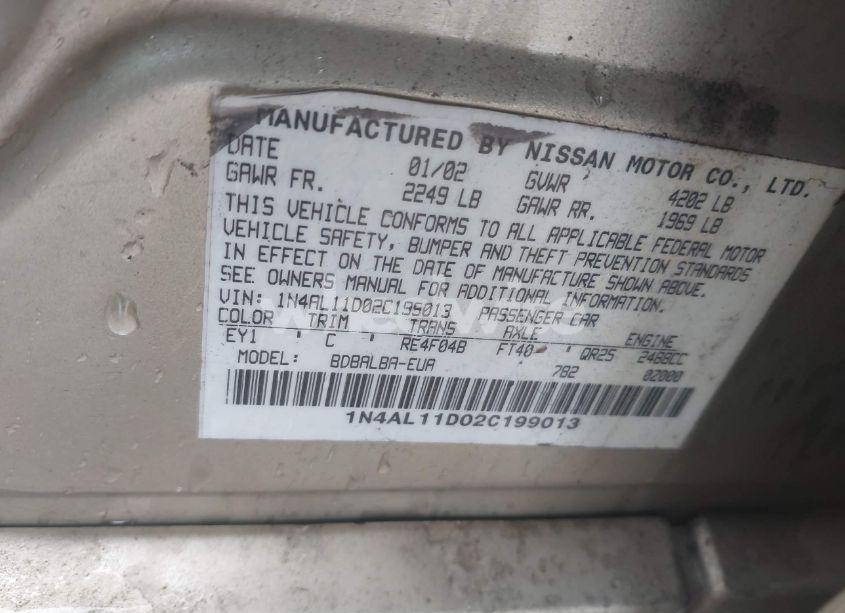 MANUFACTURED BY NISSAN MOTOR CO., LTD.
DATE 01/02 GVWR 4202 LB
GAWR FR. 2249 LB GAWR RR. 1969 LB
THIS VEHICLE CONFORMS TO ALL APPLICABLE FEDERAL MOTOR
VEHICLE SAFETY, BUMPER AND THEFT PREVENTION STANDARDS
IN EFFECT ON THE DATE OF MANUFACTURE SHOWN ABOVE.
SEE OWNERS MANUAL FOR ADDITIONAL INFORMATION.
VIN: 1N4AL11D02C199013 PASSENGER CAR
COLOR TRIM TRANS AXLE ENGINE
EY1 " C " RE4F04B FT40 " QR25 2488CC
MODEL: BDBALBA-EUA 782 02000
1N4AL11D02C199013